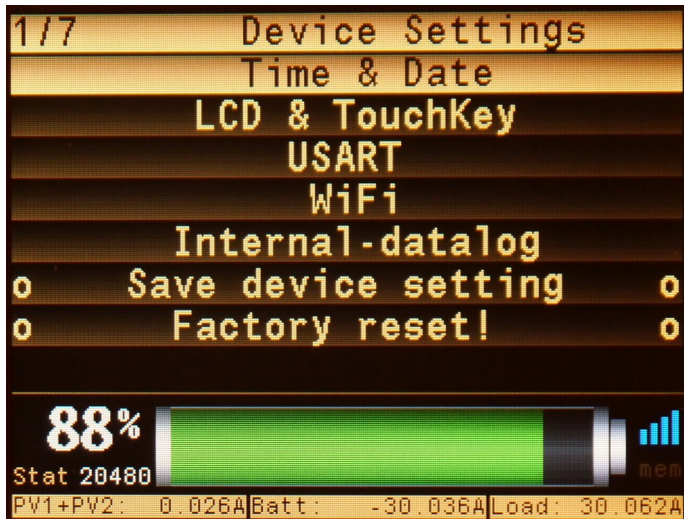 1/7 Device Settings
Time & Date
LCD & TouchKey
USART
WiFi
Internal-datalog
o Save device setting o
o Factory reset! o
88%
Stat 20480
mem
PV1+PV2: 0.026A Batt: -30.036A Load: 30.062A